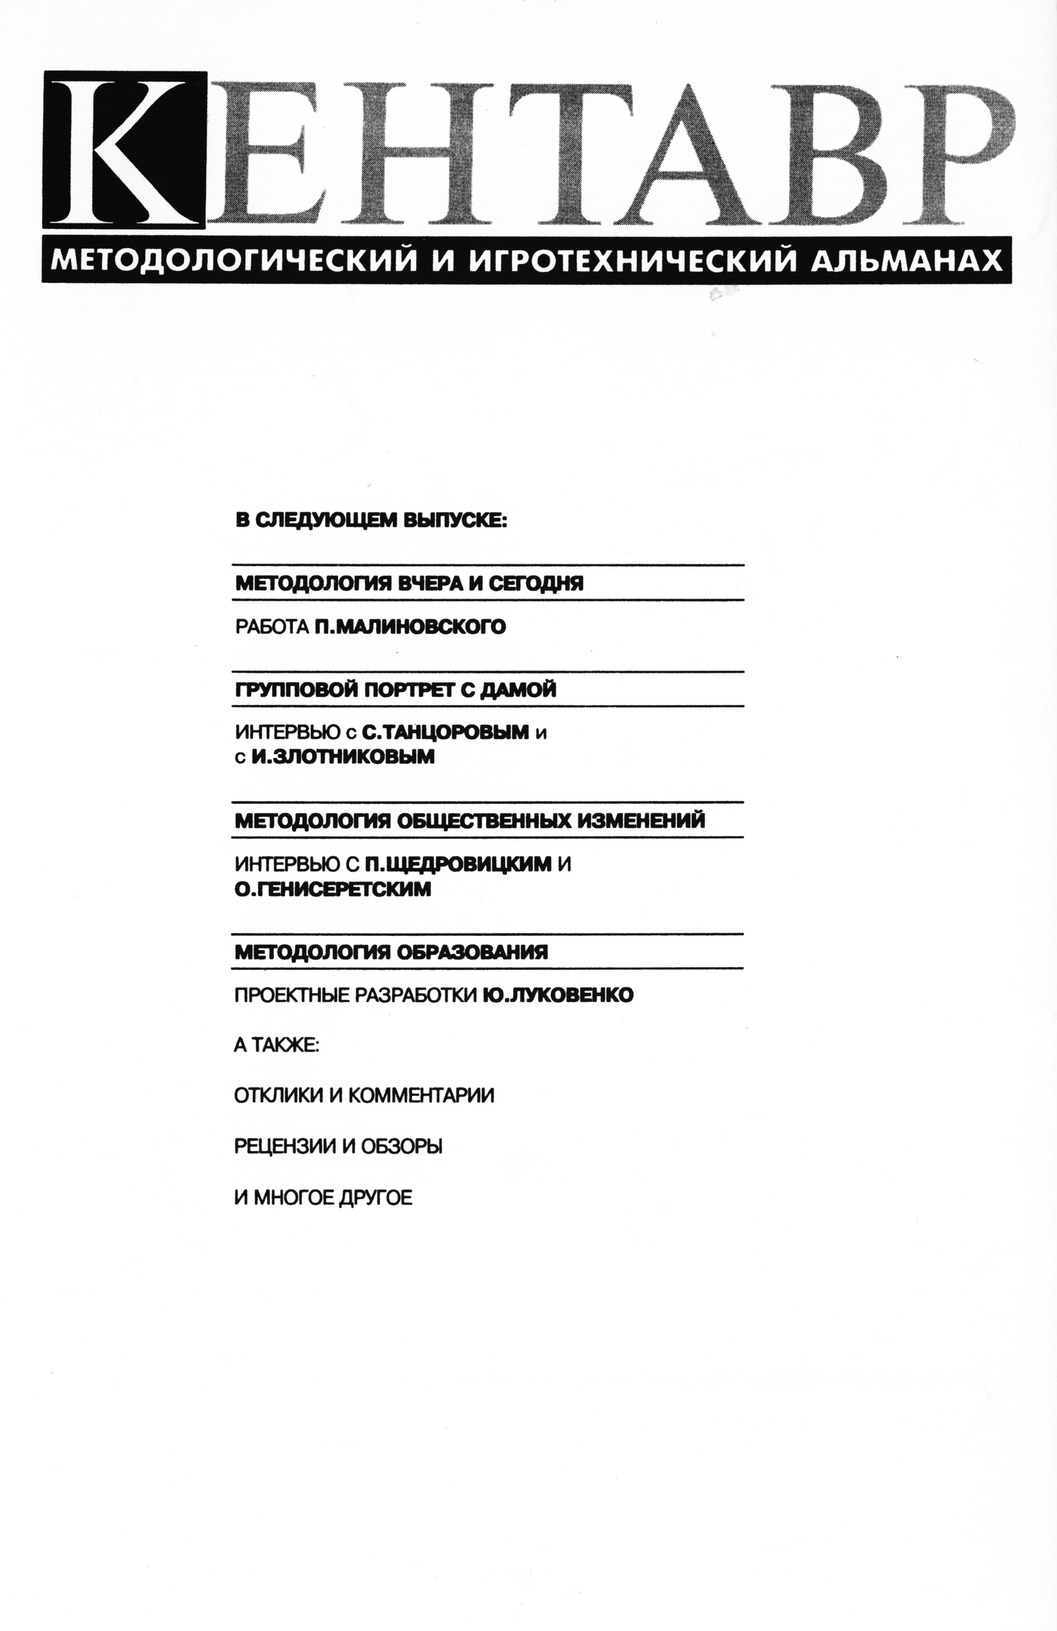 КЕНТАВР
МЕТОДОЛОГИЧЕСКИЙ И ИГРОТЕХНИЧЕСКИЙ АЛЬМАНАХ
В СЛЕДУЮЩЕМ ВЫПУСКЕ:
МЕТОДОЛОГИЯ ВЧЕРА И СЕГОДНЯ
РАБОТА П.МАЛИНОВСКОГО
ГРУППОВОЙ ПОРТРЕТ С ДАМОЙ
ИНТЕРВЬЮ с С.ТАНЦОРОВЫМ и
с И.ЗЛОТНИКОВЫМ
МЕТОДОЛОГИЯ ОБЩЕСТВЕННЫХ ИЗМЕНЕНИЙ
ИНТЕРВЬЮ С П.ЩЕДРОВИЦКИМ И
О.ГЕНИСЕРЕТСКИМ
МЕТОДОЛОГИЯ ОБРАЗОВАНИЯ
ПРОЕКТНЫЕ РАЗРАБОТКИ Ю.ЛУКОВЕНКО
А ТАКЖЕ:
ОТКЛИКИ И КОММЕНТАРИИ
РЕЦЕНЗИИ И ОБЗОРЫ
И МНОГОЕ ДРУГОЕ